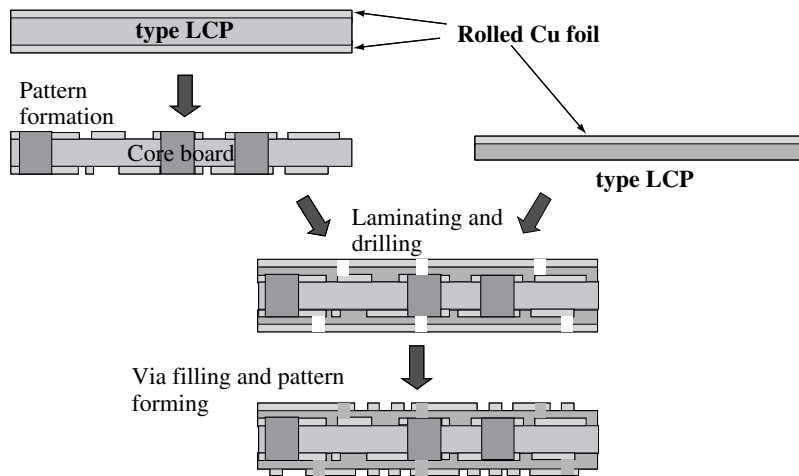 type LCP
Rolled Cu foil
Pattern
formation
Core board
type LCP
Laminating and
drilling
Via filling and pattern
forming